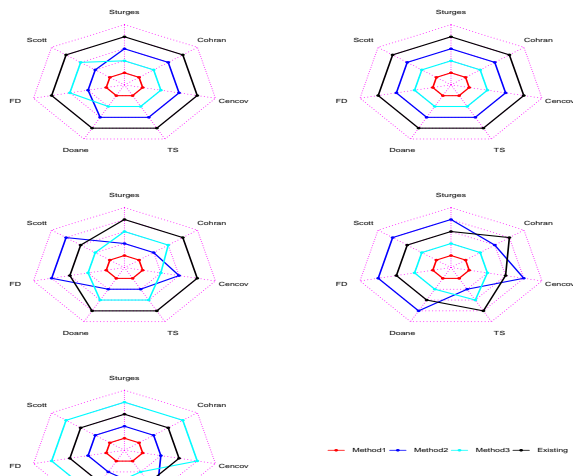 Sturges
Scott Cohran
FD Cencov
Doane TS
Sturges
Scott Cohran
FD Cencov
Doane TS
Sturges
Scott Cohran
FD Cencov
Doane TS
Sturges
Scott Cohran
FD Cencov
Doane TS
Sturges
Scott Cohran
FD Cencov
Method1 Method2 Method3 Existing